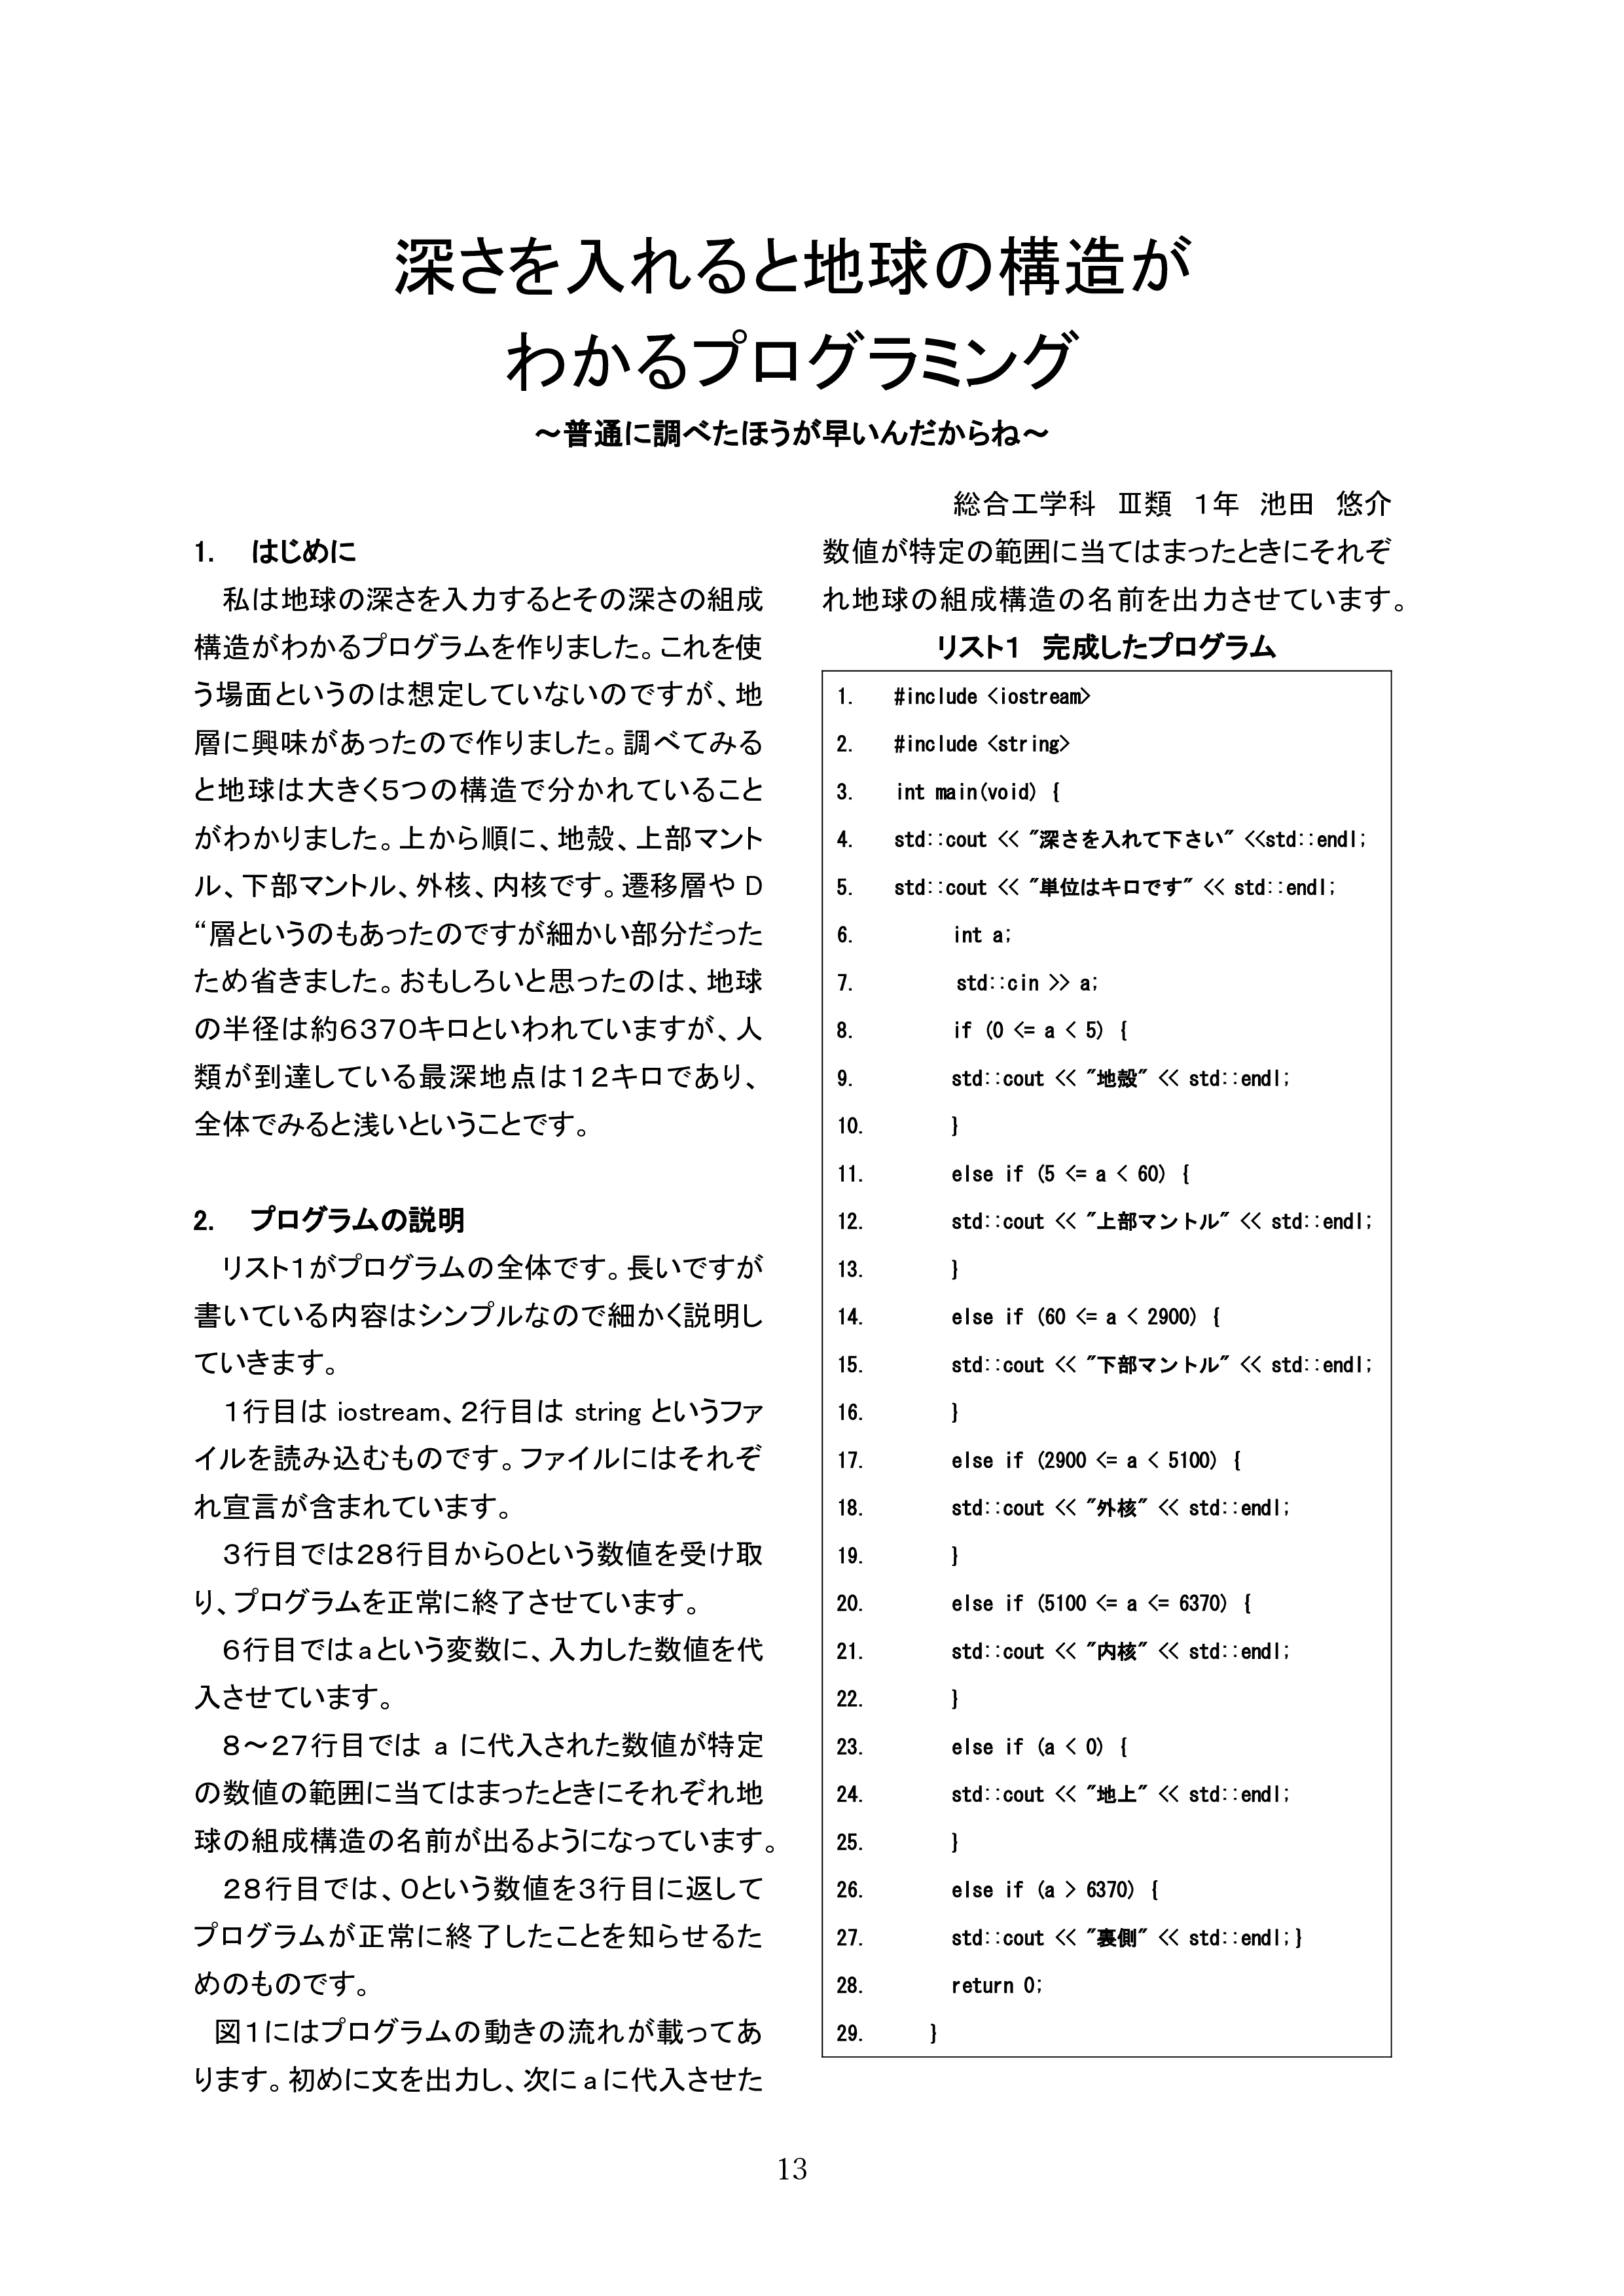 深さを入れると地球の構造が
わかるプログラミング
～普通に調べたほうが早いんだからね～
総合工学科 Ⅲ類 1年 池田 悠介
1. はじめに
私は地球の深さを入力するとその深さの組成
構造がわかるプログラムを作りました。これを使
う場面というのは想定していないのですが、地
層に興味があったので作りました。調べてみる
と地球は大きく5つの構造で分かれていること
がわかりました。上から順に、地殻、上部マント
ル、下部マントル、外核、内核です。遷移層や D
“層というのもあったのですが細かい部分だった
ため省きました。おもしろいと思ったのは、地球
の半径は約6370キロといわれていますが、人
類が到達している最深地点は12キロであり、
全体でみると浅いということです。
2. プログラムの説明
リスト1がプログラムの全体です。長いですが
書いている内容はシンプルなので細かく説明し
ていきます。
1行目は iostream、2行目は string というファ
イルを読み込むものです。ファイルにはそれぞ
れ宣言が含まれています。
3行目では28行目から0という数値を受け取
り、プログラムを正常に終了させています。
6行目では a という変数に、入力した数値を代
入させています。
8～27行目では a に代入された数値が特定
の数値の範囲に当てはまったときにそれぞれ地
球の組成構造の名前が出るようになっています。
28行目では、0という数値を3行目に返して
プログラムが正常に終了したことを知らせるた
めのものです。
図1にはプログラムの動きの流れが載ってあ
ります。初めに文を出力し、次に a に代入させた
数値が特定の範囲に当てはまったときにそれぞ
れ地球の組成構造の名前を出力させています。
リスト1 完成したプログラム
1. #include <iostream>
2. #include <string>
3. int main(void) {
4. std::cout << ″深さを入れて下さい″ <<std::endl;
5. std::cout << ″単位はキロです″ << std::endl;
6. int a;
7. std::cin >> a;
8. if (0 <= a < 5) {
9. std::cout << ″地殻″ << std::endl;
10. }
11. else if (5 <= a < 60) {
12. std::cout << ″上部マントル″ << std::endl;
13. }
14. else if (60 <= a < 2900) {
15. std::cout << ″下部マントル″ << std::endl;
16. }
17. else if (2900 <= a < 5100) {
18. std::cout << ″外核″ << std::endl;
19. }
20. else if (5100 <= a <= 6370) {
21. std::cout << ″内核″ << std::endl;
22. }
23. else if (a < 0) {
24. std::cout << ″地上″ << std::endl;
25. }
26. else if (a > 6370) {
27. std::cout << ″裏側″ << std::endl;}
28. return 0;
29. }
13